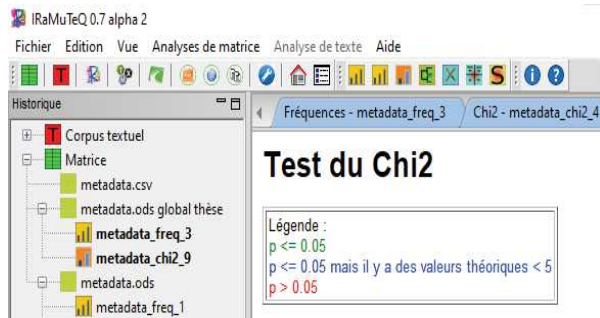 IRaMuTeQ 0.7 alpha 2
Fichier Edition Vue Analyses de matrice Analyse de texte Aide
Historique
Fréquences - metadata_freq_3 Chi2 - metadata_chi2_4
T Corpus textuel
Matrice
metadata.csv
metadata.ods global thèse
metadata_freq_3
metadata_chi2_9
metadata.ods
metadata_freq_1
Test du Chi2
Légende :
p <= 0.05
p <= 0.05 mais il y a des valeurs théoriques < 5
p > 0.05